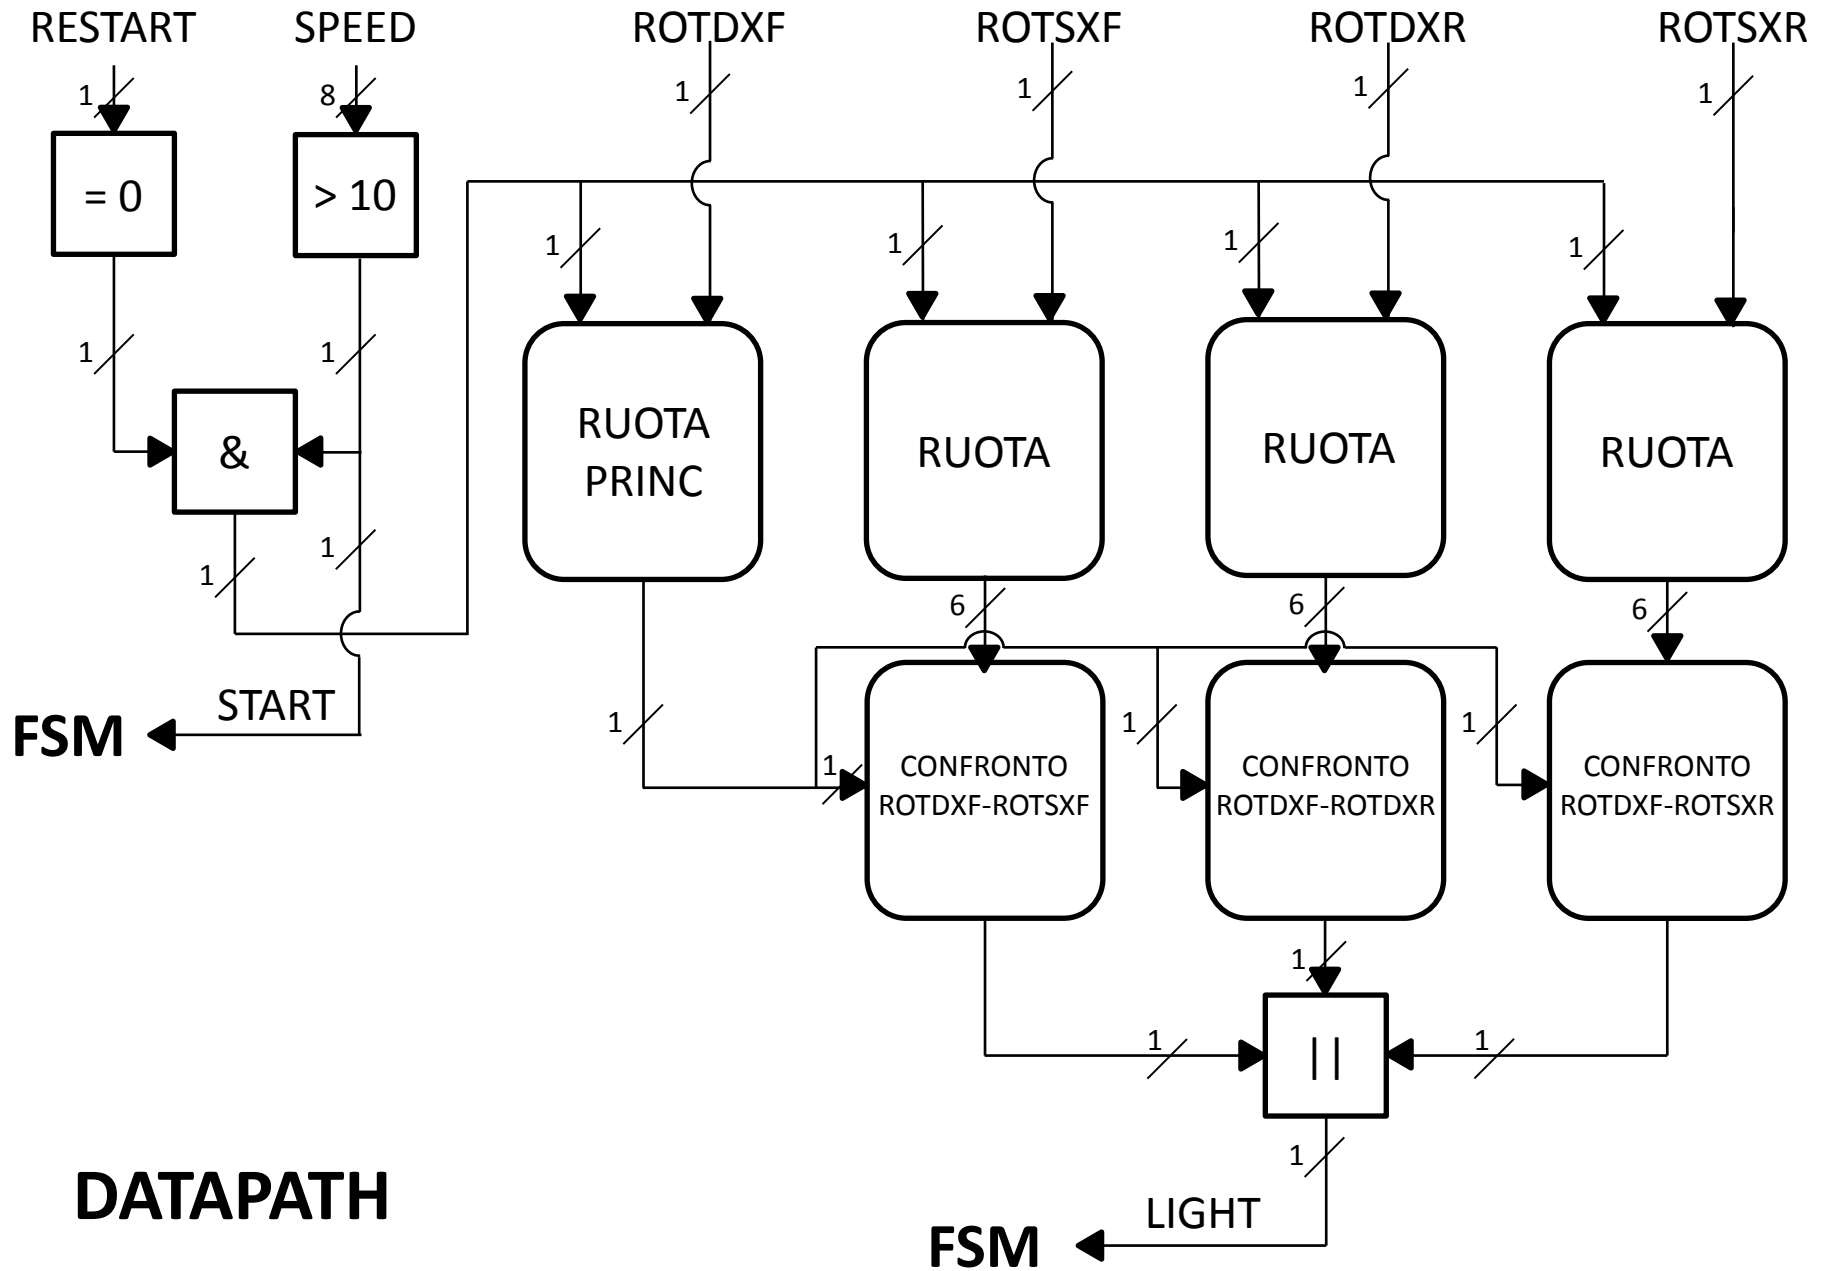 RESTART SPEED ROTDXF ROTSXF ROTDXR ROTSXR
1 8 1 1 1 1
= 0 > 10
1 1 1 1
1 1
&
RUOTA
PRINC
RUOTA
RUOTA
RUOTA
1 1
6 6 6
START
FSM
1 1 1
1
CONFRONTO
ROTDXF-ROTSXF
CONFRONTO
ROTDXF-ROTDXR
CONFRONTO
ROTDXF-ROTSXR
1
1 1
||
1
DATAPATH
LIGHT
FSM